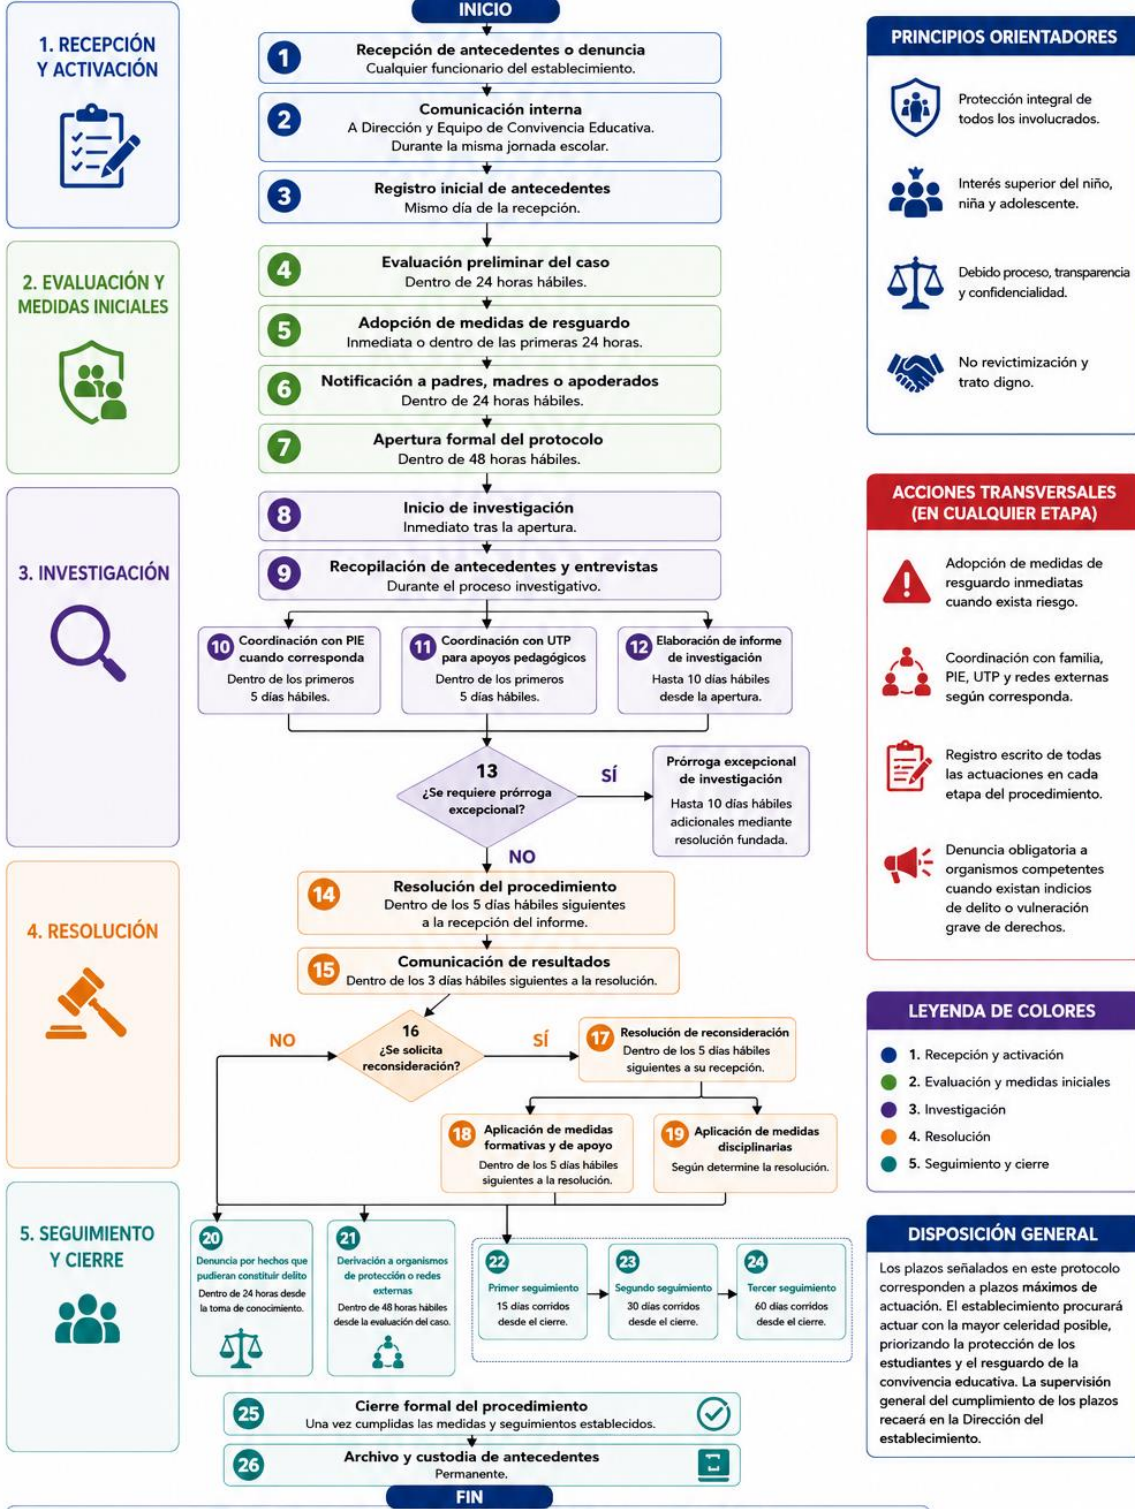 INICIO
1. RECEPCIÓN
Y ACTIVACIÓN
1
Recepción de antecedentes o denuncia
Cualquier funcionario del establecimiento.
2
Comunicación interna
A Dirección y Equipo de Convivencia Educativa.
Durante la misma jornada escolar.
3
Registro inicial de antecedentes
Mismo día de la recepción.
2. EVALUACIÓN Y
MEDIDAS INICIALES
4
Evaluación preliminar del caso
Dentro de 24 horas hábiles.
5
Adopción de medidas de resguardo
Inmediata o dentro de las primeras 24 horas.
6
Notificación a padres, madres o apoderados
Dentro de 24 horas hábiles.
7
Apertura formal del protocolo
Dentro de 48 horas hábiles.
3. INVESTIGACIÓN
8
Inicio de investigación
Inmediato tras la apertura.
9
Recopilación de antecedentes y entrevistas
Durante el proceso investigativo.
10
Coordinación con PIE
cuando corresponda
Dentro de los primeros
5 días hábiles.
11
Coordinación con UTP
para apoyos pedagógicos
Dentro de los primeros
5 días hábiles.
12
Elaboración de informe
de investigación
Hasta 10 días hábiles
desde la apertura.
13
¿Se requiere prórroga
excepcional?
SÍ
Prórroga excepcional
de investigación
Hasta 10 días hábiles
adicionales mediante
resolución fundada.
NO
4. RESOLUCIÓN
14
Resolución del procedimiento
Dentro de los 5 días hábiles siguientes
a la recepción del informe.
15
Comunicación de resultados
Dentro de los 3 días hábiles siguientes a la resolución.
16
¿Se solicita
reconsideración?
NO
SÍ
17
Resolución de reconsideración
Dentro de los 5 días hábiles
siguientes a su recepción.
18
Aplicación de medidas
formativas y de apoyo
Dentro de los 5 días hábiles
siguientes a la resolución.
19
Aplicación de medidas
disciplinarias
Según determine la resolución.
5. SEGUIMIENTO
Y CIERRE
20
Denuncia por hechos que
pudieran constituir delito
Dentro de 24 horas desde
la toma de conocimiento.
21
Derivación a organismos
de protección o redes
externas
Dentro de 48 horas hábiles
desde la evaluación del caso.
22
Primer seguimiento
15 días corridos
desde el cierre.
23
Segundo seguimiento
30 días corridos
desde el cierre.
24
Tercer seguimiento
60 días corridos
desde el cierre.
25
Cierre formal del procedimiento
Una vez cumplidas las medidas y seguimientos establecidos.
26
Archivo y custodia de antecedentes
Permanente.
FIN
PRINCIPIOS ORIENTADORES
Protección integral de
todos los involucrados.
Interés superior del niño,
niña y adolescente.
Debido proceso, transparencia
y confidencialidad.
No revictimización y
trato digno.
ACCIONES TRANSVERSALES
(EN CUALQUIER ETAPA)
Adopción de medidas de
resguardo inmediatas
cuando exista riesgo.
Coordinación con familia,
PIE, UTP y redes externas
según corresponda.
Registro escrito de todas
las actuaciones en cada
etapa del procedimiento.
Denuncia obligatoria a
organismos competentes
cuando existan indicios
de delito o vulneración
grave de derechos.
LEYENDA DE COLORES
1. Recepción y activación
2. Evaluación y medidas iniciales
3. Investigación
4. Resolución
5. Seguimiento y cierre
DISPOSICIÓN GENERAL
Los plazos señalados en este protocolo
corresponden a plazos máximos de
actuación. El establecimiento procurará
actuar con la mayor celeridad posible,
priorizando la protección de los
estudiantes y el resguardo de la
convivencia educativa. La supervisión
general del cumplimiento de los plazos
recaerá en la Dirección del
establecimiento.